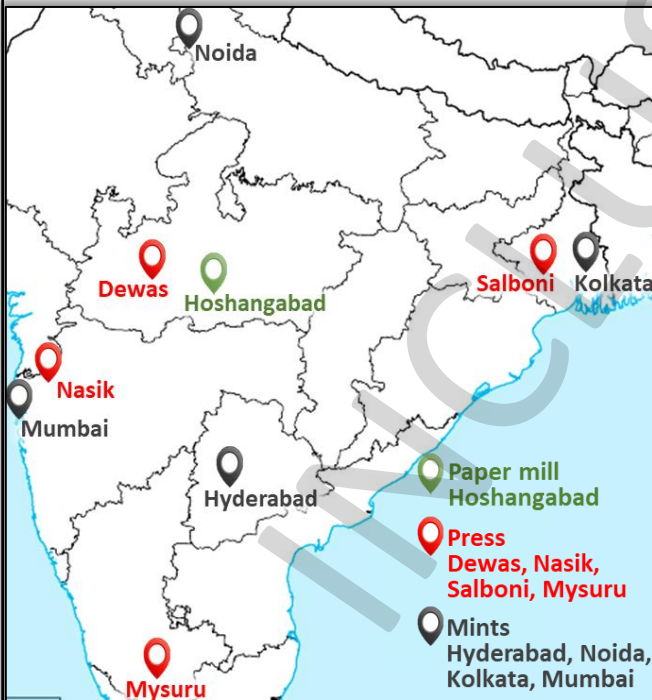 Noida
Dewas
Hoshangabad
Salboni
Kolkata
Nasik
Mumbai
Hyderabad
Mysuru
Paper mill
Hoshangabad
Press
Dewas, Nasik,
Salboni, Mysuru
Mints
Hyderabad, Noida,
Kolkata, Mumbai